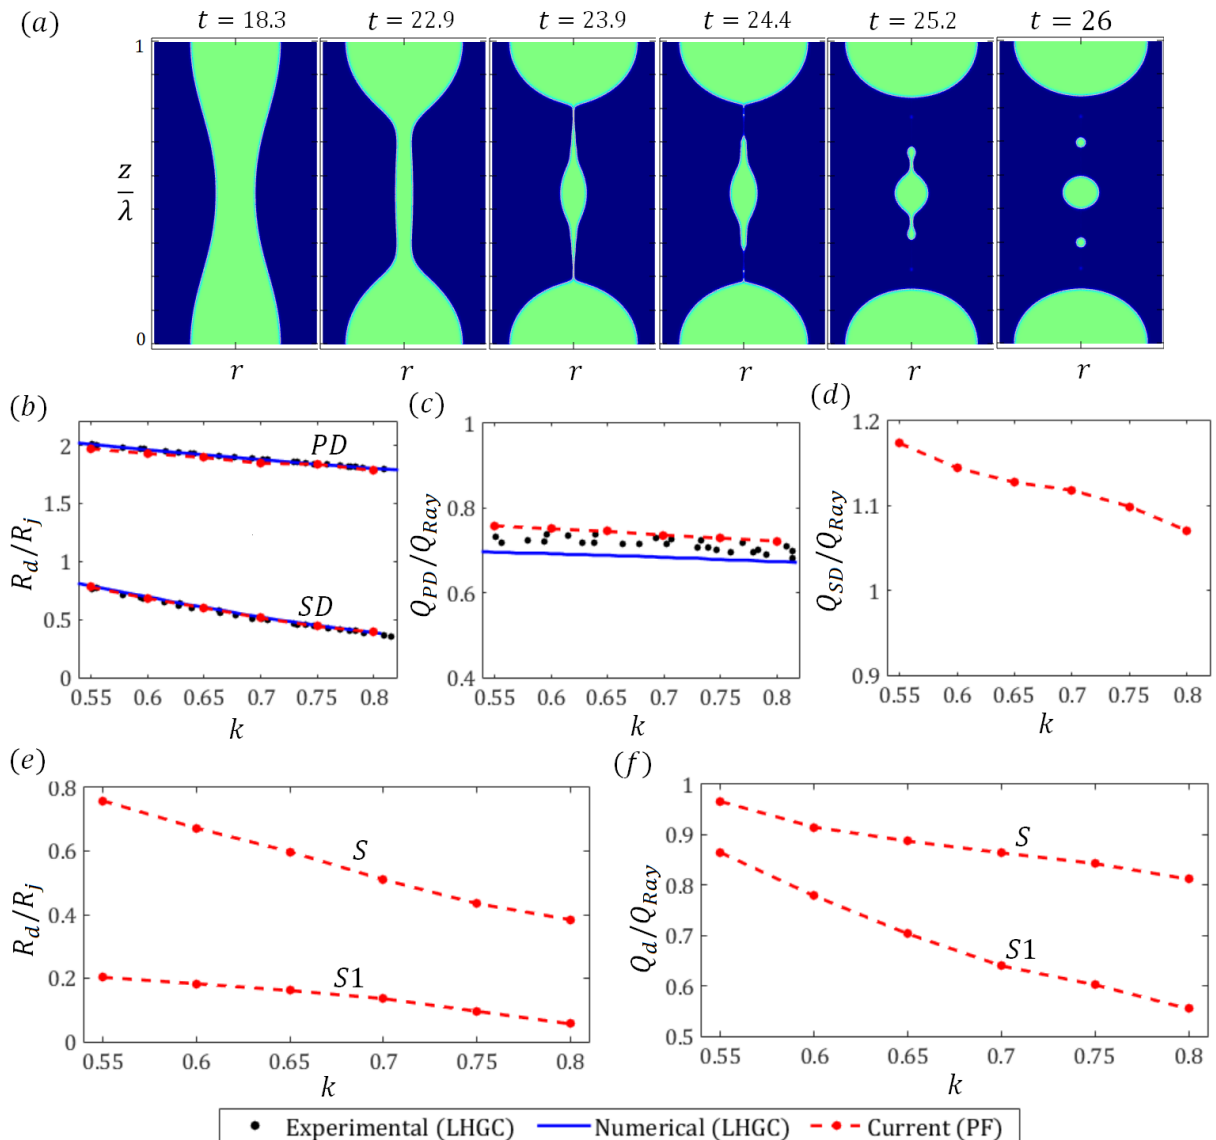 (a)
t = 18.3
t = 22.9
t = 23.9
t = 24.4
t = 25.2
t = 26
1
z/λ
0
r
r
r
r
r
r
(b)
R_d/R_j
2
1.5
1
0.5
0
PD
SD
0.55 0.6 0.65 0.7 0.75 0.8
k
(c)
Q_PD/Q_Ray
1
0.8
0.6
0.4
0.55 0.6 0.65 0.7 0.75 0.8
k
(d)
Q_SD/Q_Ray
1.2
1.1
1
0.9
0.55 0.6 0.65 0.7 0.75 0.8
k
(e)
R_d/R_j
0.8
0.6
0.4
0.2
0
S
S1
0.55 0.6 0.65 0.7 0.75 0.8
k
(f)
Q_d/Q_Ray
1
0.9
0.8
0.7
0.6
0.5
S
S1
0.55 0.6 0.65 0.7 0.75 0.8
k
Experimental (LHGC) Numerical (LHGC) Current (PF)